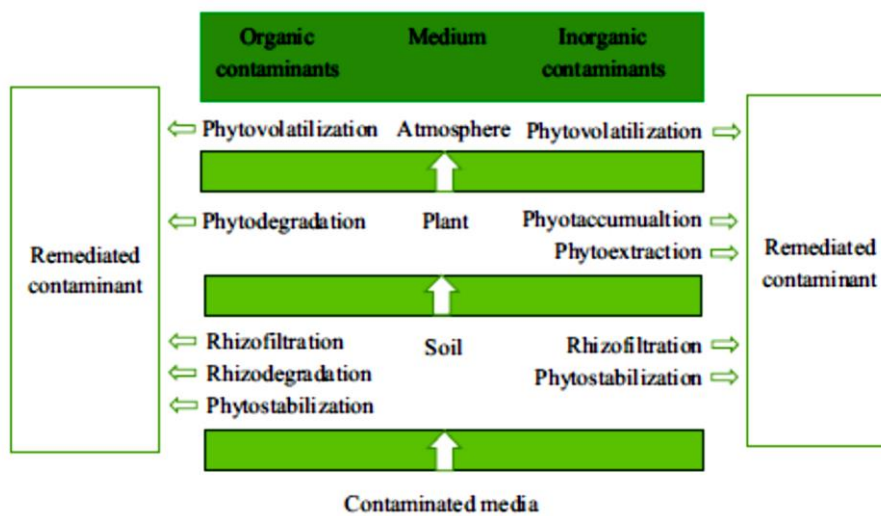 Organic Medium Inorganic
contaminants contaminants
Phytovolatilization Atmosphere Phytovolatilization
Phytodegradation Plant Phyotaccumualtion
Phytoextraction
Remediated
contaminant
Remediated
contaminant
Rhizofiltration Soil Rhizofiltration
Rhizodegradation Phytostabilization
Phytostabilization
Contaminated media